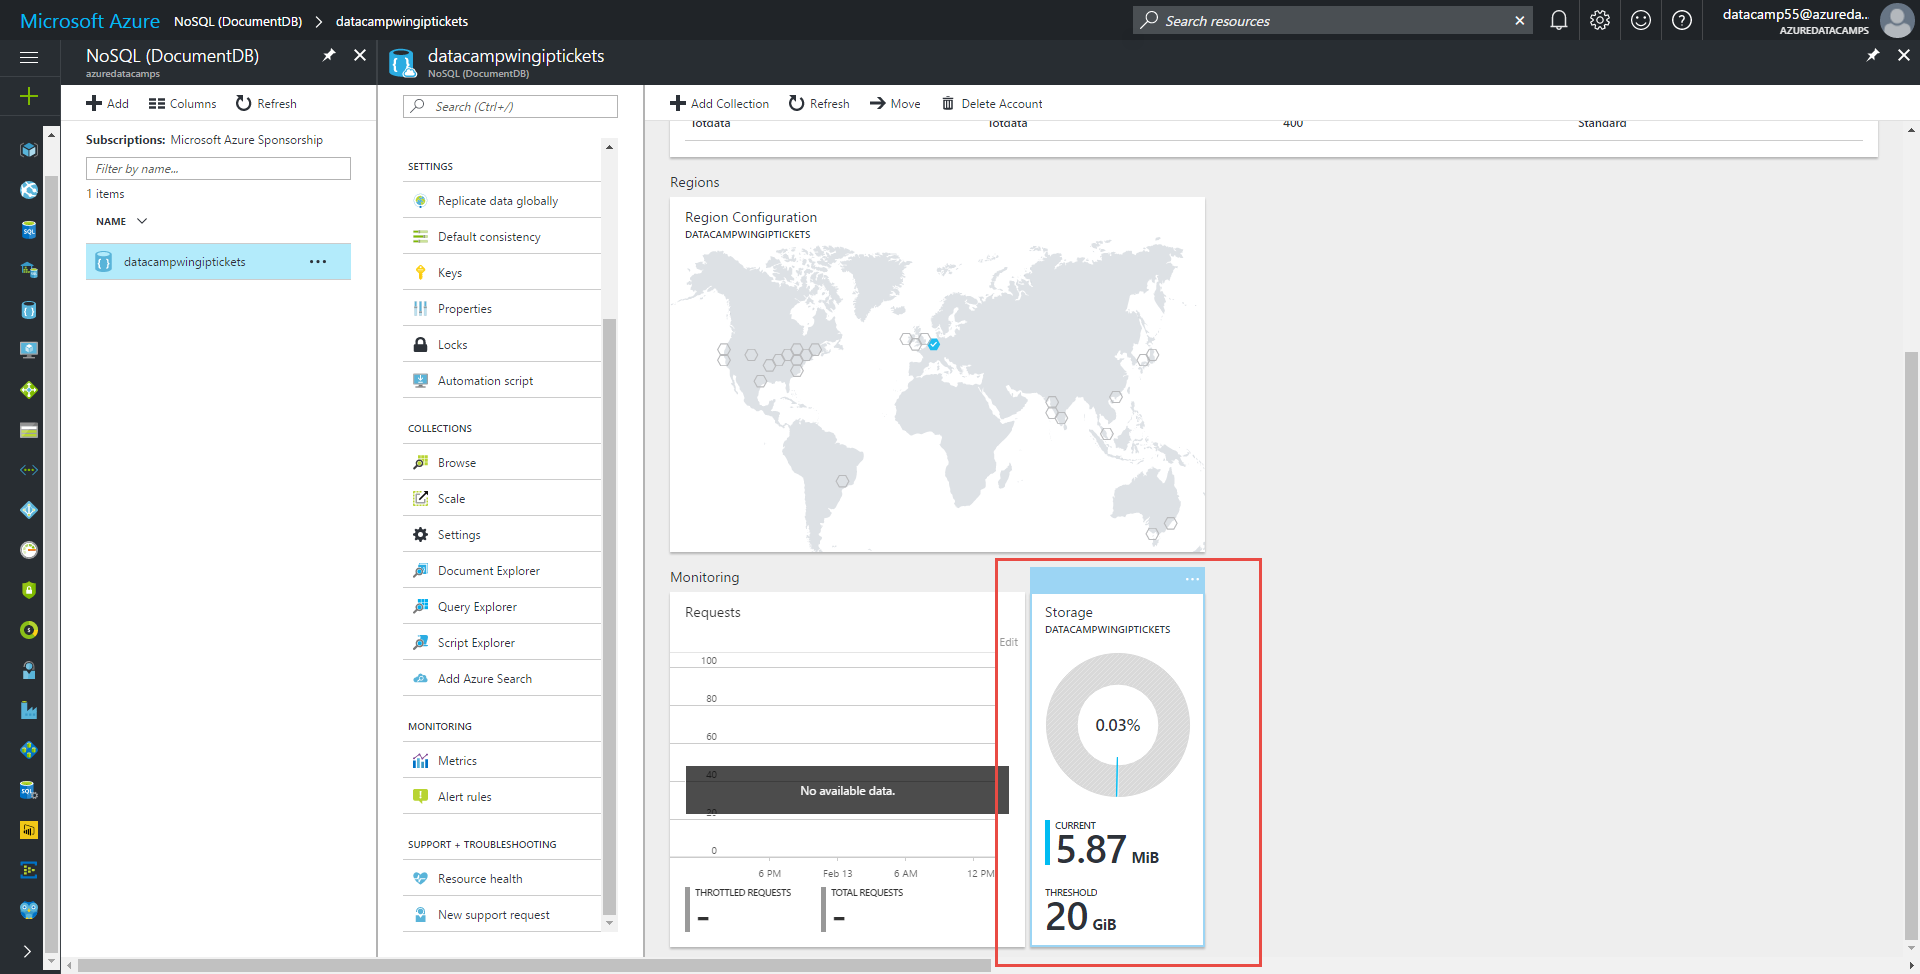 Microsoft Azure NoSQL (DocumentDB) > datacampwingiptickets
Search resources
datacamp55@azureda...
AZUREDATACAMPS
NoSQL (DocumentDB)
azuredatacamps
Add Columns Refresh
Subscriptions: Microsoft Azure Sponsorship
Filter by name...
1 items
NAME
datacampwingiptickets ...
datacampwingiptickets
NoSQL (DocumentDB)
Search (Ctrl+/)
SETTINGS
Replicate data globally
Default consistency
Keys
Properties
Locks
Automation script
COLLECTIONS
Browse
Scale
Settings
Document Explorer
Query Explorer
Script Explorer
Add Azure Search
MONITORING
Metrics
Alert rules
SUPPORT + TROUBLESHOOTING
Resource health
New support request
Add Collection Refresh Move Delete Account
400 Standard
Regions
Region Configuration
DATACAMPWINGIPTICKETS
Monitoring
Requests
Edit
100
80
60
40
No available data.
20
0
6 PM Feb 13 6 AM 12 PM
THROTTLED REQUESTS TOTAL REQUESTS
- -
...
Storage
DATACAMPWINGIPTICKETS
0.03%
CURRENT
5.87 MiB
THRESHOLD
20 GiB